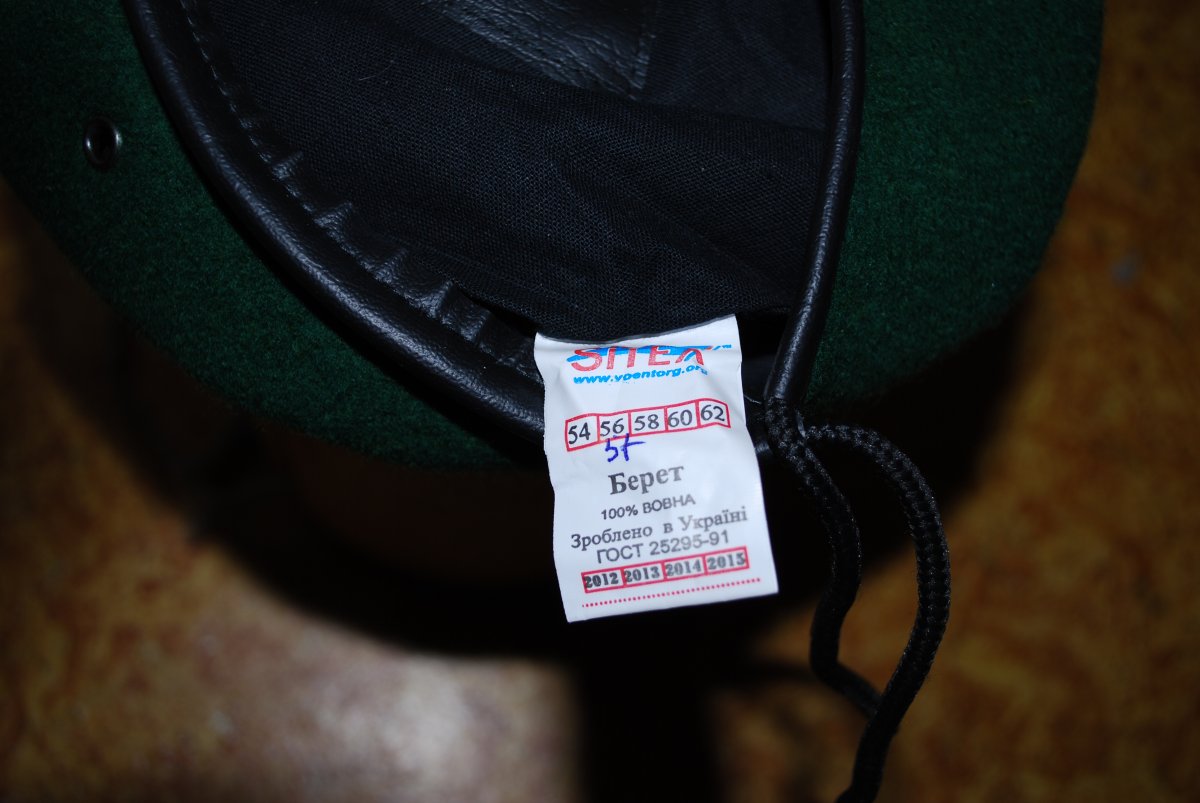 SITEX
www.voentorg.org
54 56 58 60 62
57
Берет
100% ВОВНА
Зроблено в Україні
ГОСТ 25295-91
2012 2013 2014 2015